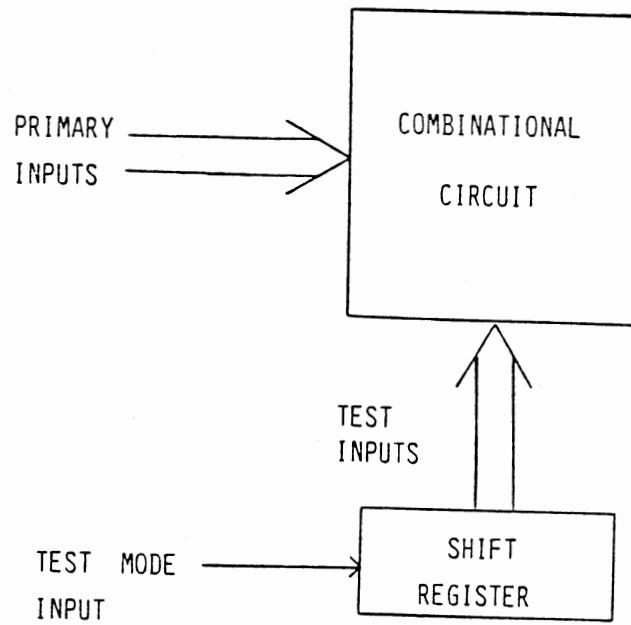 PRIMARY
INPUTS
COMBINATIONAL
CIRCUIT
TEST
INPUTS
TEST MODE
INPUT
SHIFT
REGISTER